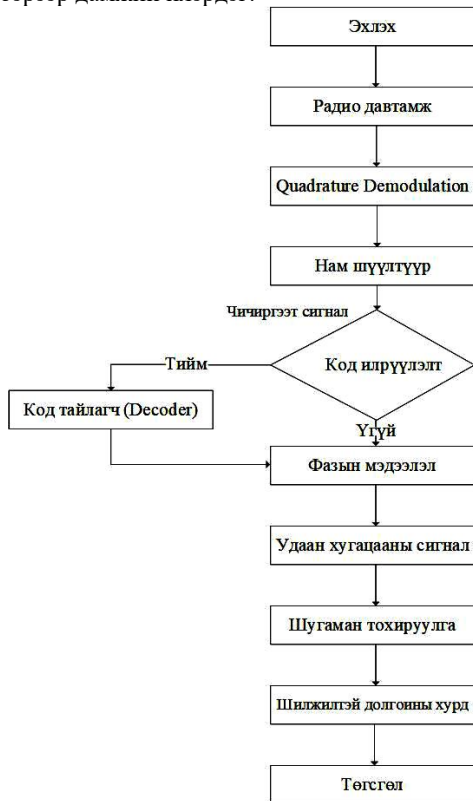 Эхлэх
Радио давтамж
Quadrature Demodulation
Нам шүүлтүүр
Чичиргээт сигнал
Код илрүүлэлт
Тийм
Код тайлагч (Decoder)
Үгүй
Фазын мэдээлэл
Удаан хугацааны сигнал
Шугаман тохируулга
Шилжилтэй долгоины хурд
Төгсгөл